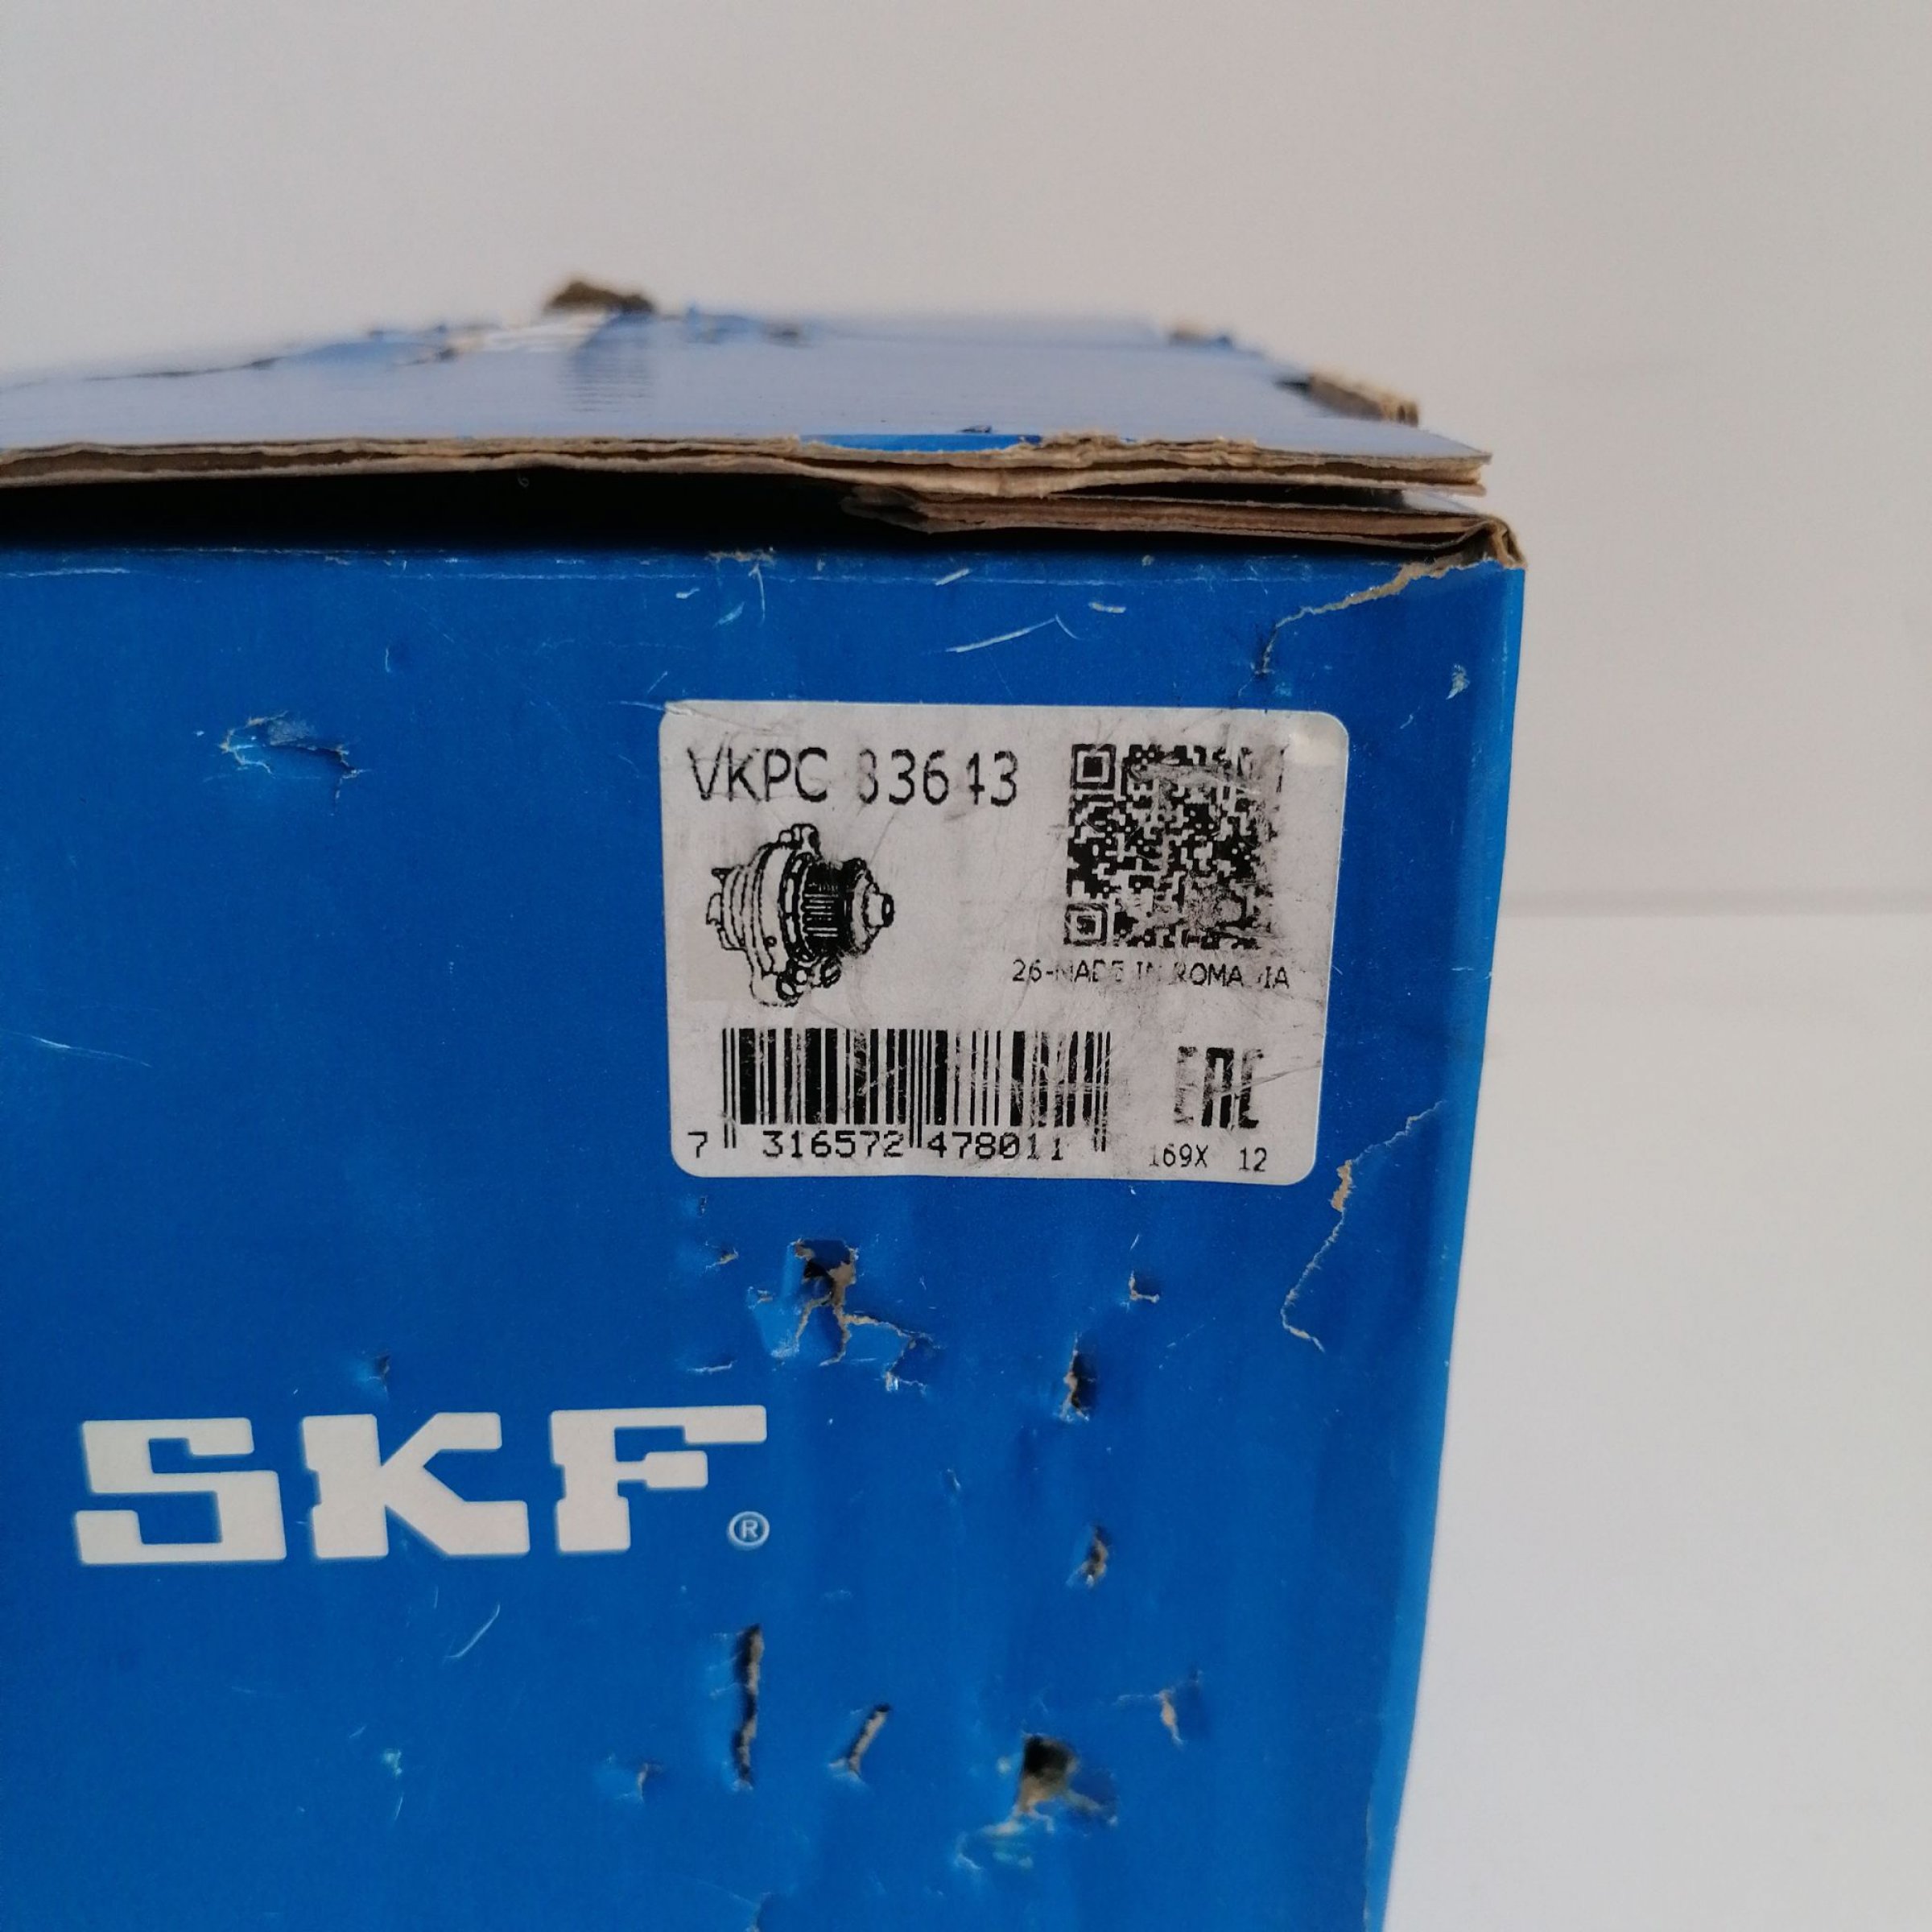 VKPC 83643
26-MADE IN ROMANIA
7 316572 478011
EAC
169X 12
SKF®